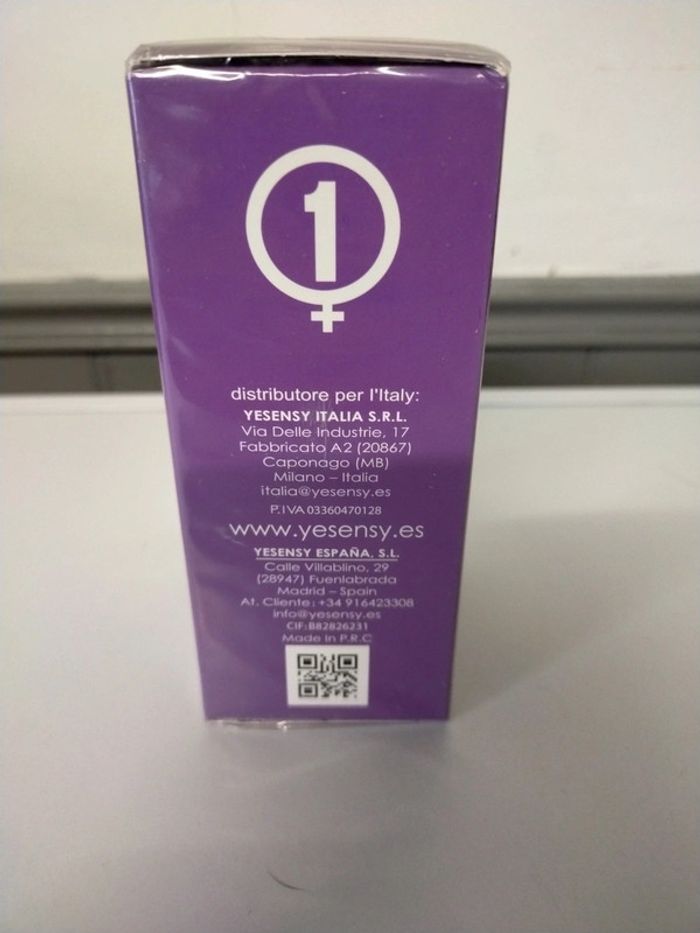 1
distributore per l'Italy:
YESENSY ITALIA S.R.L.
Via Delle Industrie, 17
Fabbricato A2 (20867)
Caponago (MB)
Milano – Italia
italia@yesensy.es
P.IVA 03360470128
www.yesensy.es
YESENSY ESPAÑA, S.L.
Calle Villablino, 29
(28947) Fuenlabrada
Madrid – Spain
At. Cliente: +34 916423308
info@yesensy.es
CIF: B82826231
Made In P.R.C